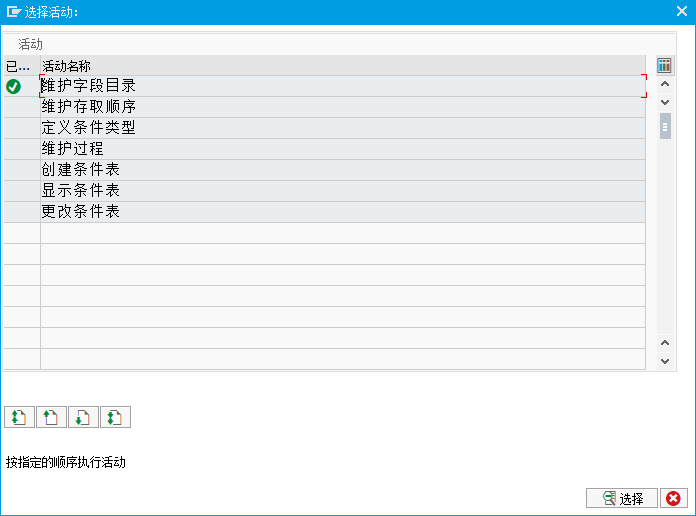 选择活动:
活动
已... 活动名称
维护字段目录
维护存取顺序
定义条件类型
维护过程
创建条件表
显示条件表
更改条件表
按指定的顺序执行活动
选择